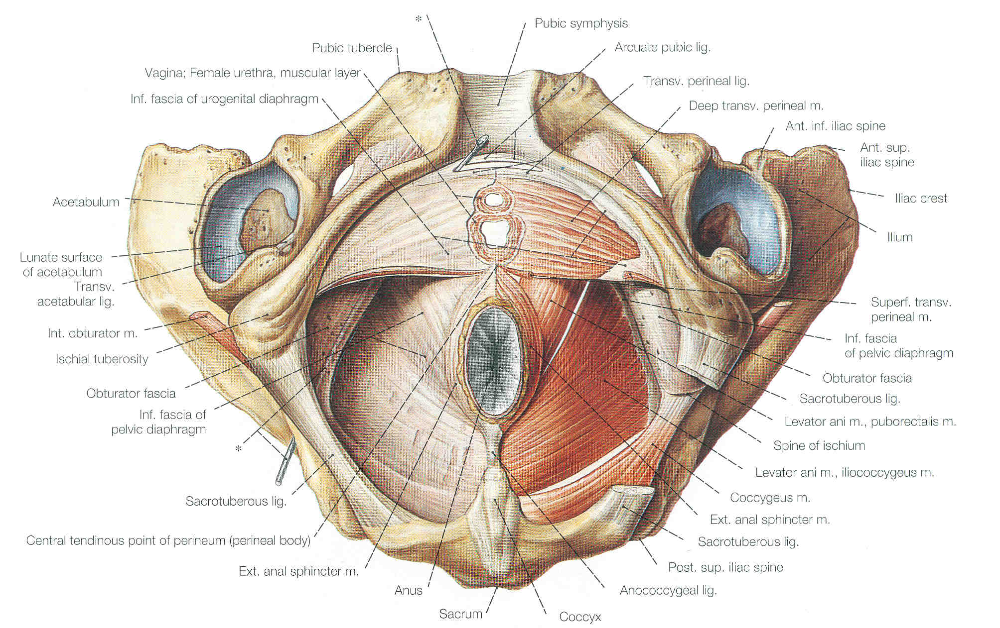 *
Pubic symphysis
Pubic tubercle
Arcuate pubic lig.
Vagina; Female urethra, muscular layer
Transv. perineal lig.
Inf. fascia of urogenital diaphragm
Deep transv. perineal m.
Ant. inf. iliac spine
Ant. sup.
iliac spine
Acetabulum
Iliac crest
Ilium
Lunate surface
of acetabulum
Transv.
acetabular lig.
Superf. transv.
perineal m.
Int. obturator m.
Inf. fascia
of pelvic diaphragm
Ischial tuberosity
Obturator fascia
Obturator fascia
Sacrotuberous lig.
Inf. fascia of
pelvic diaphragm
Levator ani m., puborectalis m.
*
Spine of ischium
Levator ani m., iliococcygeus m.
Sacrotuberous lig.
Coccygeus m.
Ext. anal sphincter m.
Central tendinous point of perineum (perineal body)
Sacrotuberous lig.
Ext. anal sphincter m.
Post. sup. iliac spine
Anus
Anococcygeal lig.
Sacrum
Coccyx